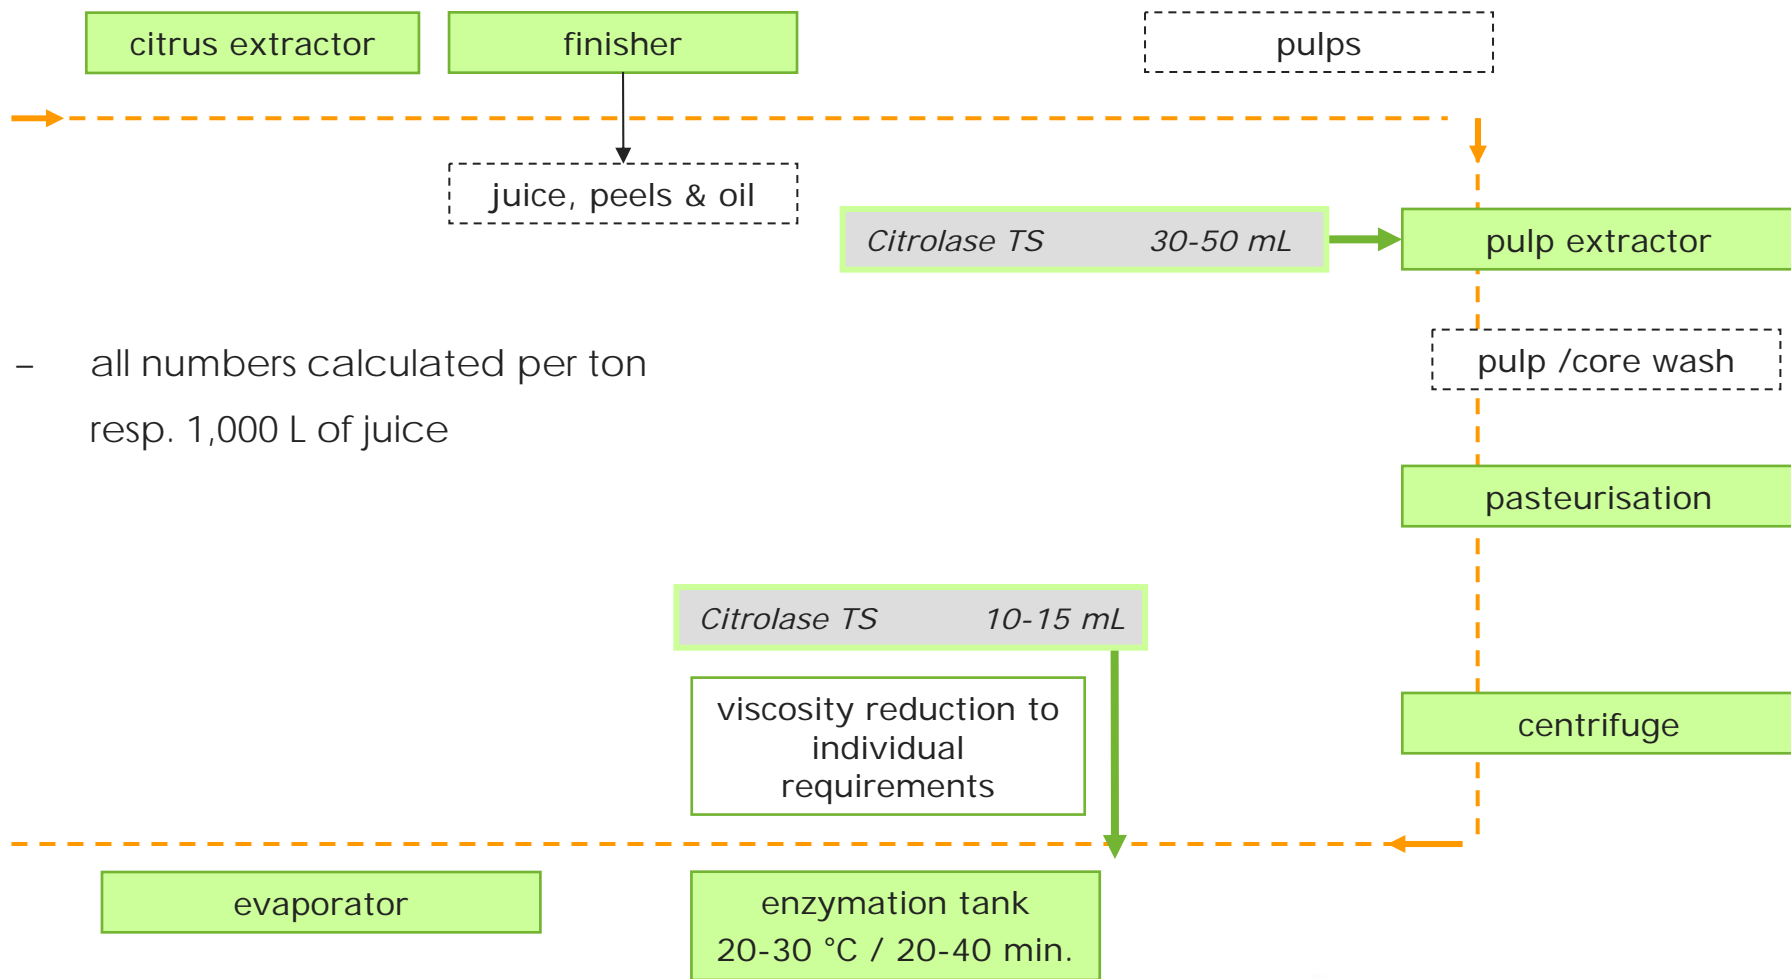 citrus extractor
finisher
pulps
juice, peels & oil
Citrolase TS 30-50 mL
pulp extractor
– all numbers calculated per ton
resp. 1,000 L of juice
pulp /core wash
pasteurisation
Citrolase TS 10-15 mL
viscosity reduction to
individual
requirements
centrifuge
evaporator
enzymation tank
20-30 °C / 20-40 min.